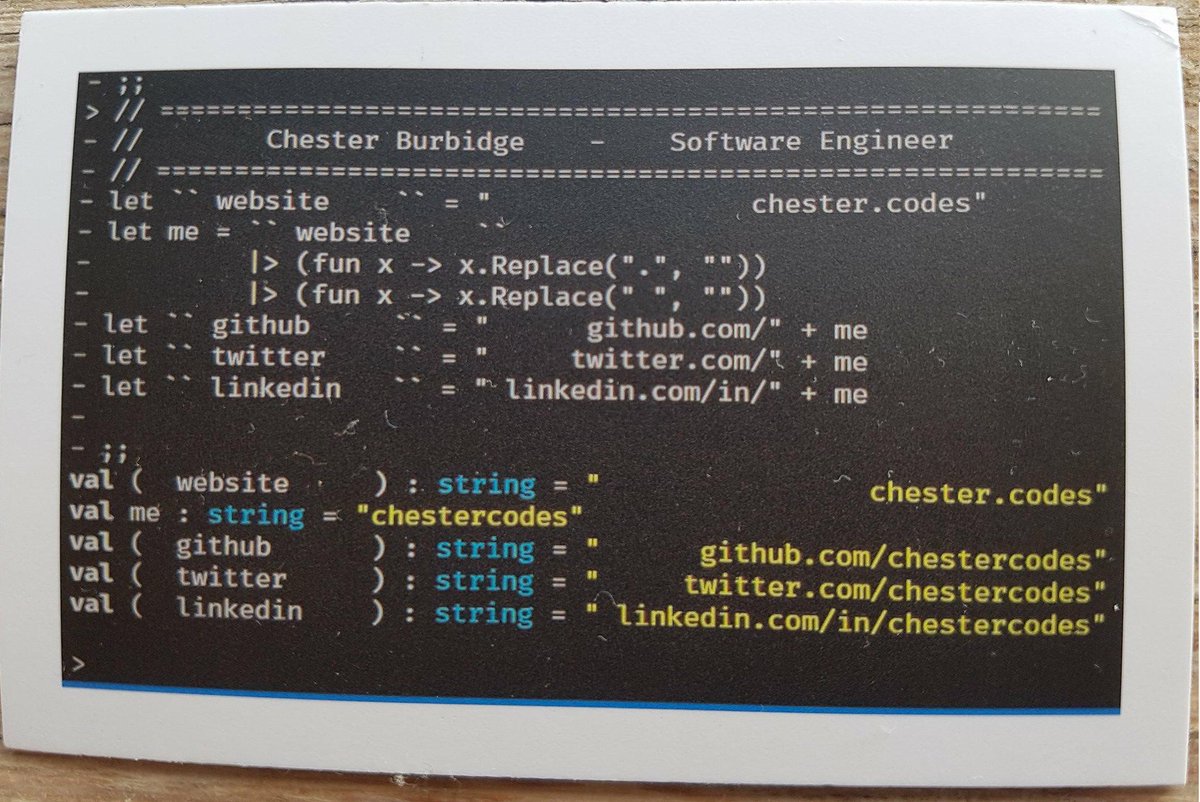 - ;;
> // ==============================================================
- //        Chester Burbidge    -    Software Engineer
- // ==============================================================
- let `` website    `` = "                 chester.codes"
- let me = `` website    ``
-          |> (fun x -> x.Replace(".", ""))
-          |> (fun x -> x.Replace(" ", ""))
- let `` github     `` = "      github.com/" + me
- let `` twitter    `` = "     twitter.com/" + me
- let `` linkedin   `` = " linkedin.com/in/" + me
-
- ;;
val (  website     ) : string = "                 chester.codes"
val me : string = "chestercodes"
val (  github      ) : string = "      github.com/chestercodes"
val (  twitter     ) : string = "     twitter.com/chestercodes"
val (  linkedin    ) : string = " linkedin.com/in/chestercodes"
>